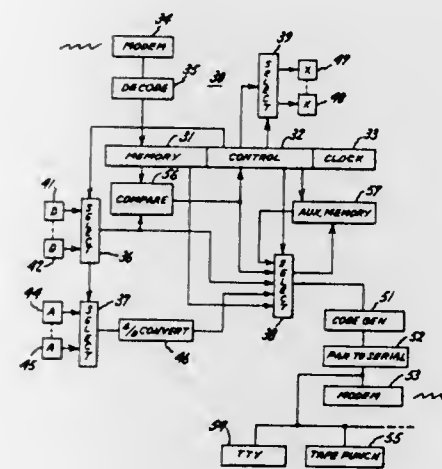 34
MODEM
35
DECODE
30
39
SELECT
X
49
X
48
31
32
33
MEMORY
CONTROL
CLOCK
56
COMPARE
57
AUX. MEMORY
41
D
D
42
SELECT
36
44
A
A
45
SELECT
37
A/D CONVERT
46
SELECT
38
51
CODE GEN
52
PAR TO SERIAL
53
MODEM
54
TTY
TAPE PUNCH
55